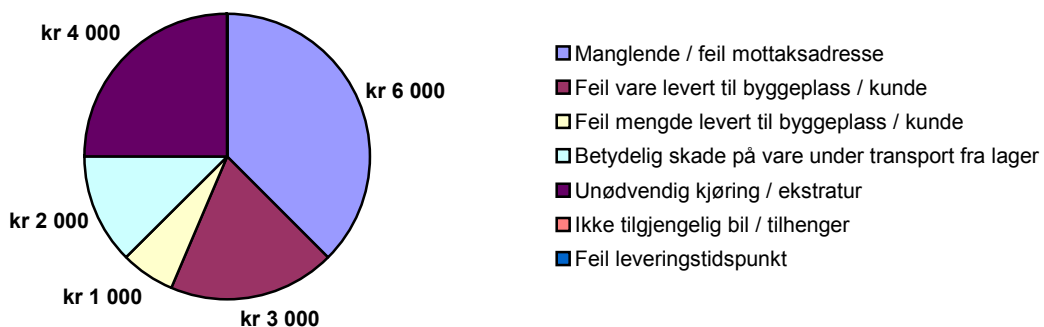 kr 4 000
kr 6 000
kr 2 000
kr 1 000
kr 3 000
Manglende / feil mottaksadresse
Feil vare levert til byggeplass / kunde
Feil mengde levert til byggeplass / kunde
Betydelig skade på vare under transport fra lager
Unødvendig kjøring / ekstratur
Ikke tilgjengelig bil / tilhenger
Feil leveringstidspunkt